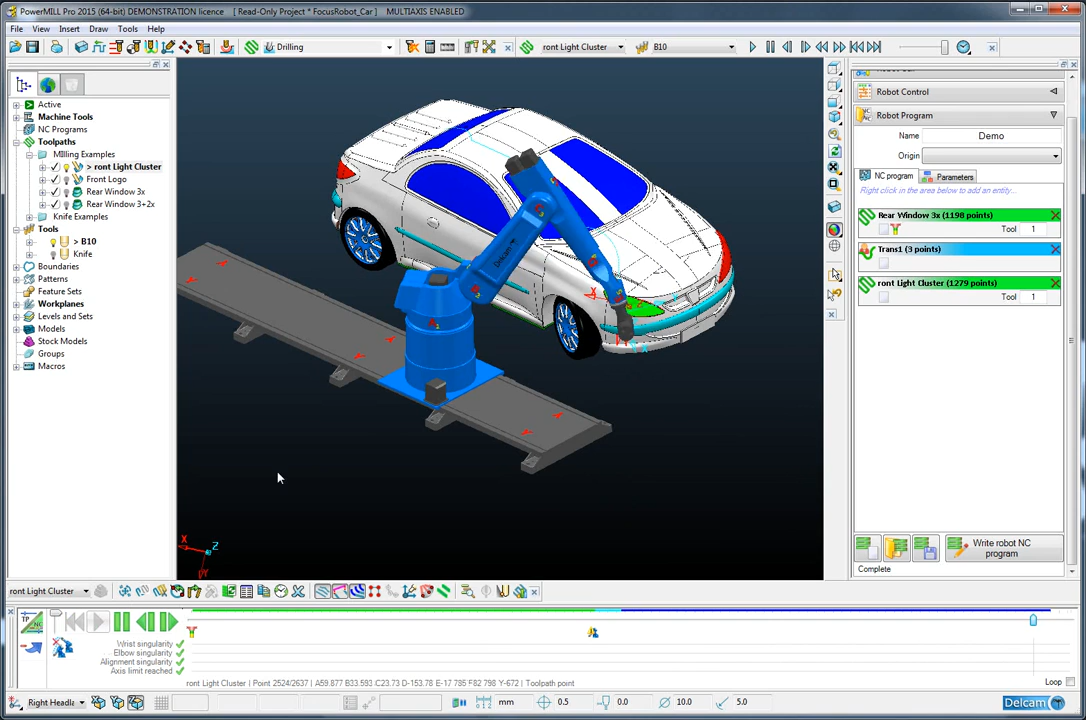 PowerMILL Pro 2015 (64-bit) DEMONSTRATION licence [ Read-Only Project * FocusRobot_Car ] MULTIAXIS ENABLED
File View Insert Draw Tools Help
Drilling
ront Light Cluster
B10
Active
Machine Tools
NC Programs
Toolpaths
MIlling Examples
> ront Light Cluster
Front Logo
Rear Window 3x
Rear Window 3+2x
Knife Examples
Tools
> B10
Knife
Boundaries
Patterns
Feature Sets
Workplanes
Levels and Sets
Models
Stock Models
Groups
Macros
Delcam
X
Z
Y
Robot Control
Robot Program
Name Demo
Origin
NC program Parameters
Right click in the area below to add an entity...
Rear Window 3x (1198 points)
Tool 1
Trans1 (3 points)
ront Light Cluster (1279 points)
Tool 1
Write robot NC program
Complete
ront Light Cluster
TP
NC
Wrist singularity
Elbow singularity
Alignment singularity
Axis limit reached
ront Light Cluster | Point 2524/2637 | A59.877 B33.593 C23.73 D-153.78 E-17.785 F82.798 Y-672 | Toolpath point
Loop
Right Headla
mm
0.5
0.0
10.0
5.0
Delcam